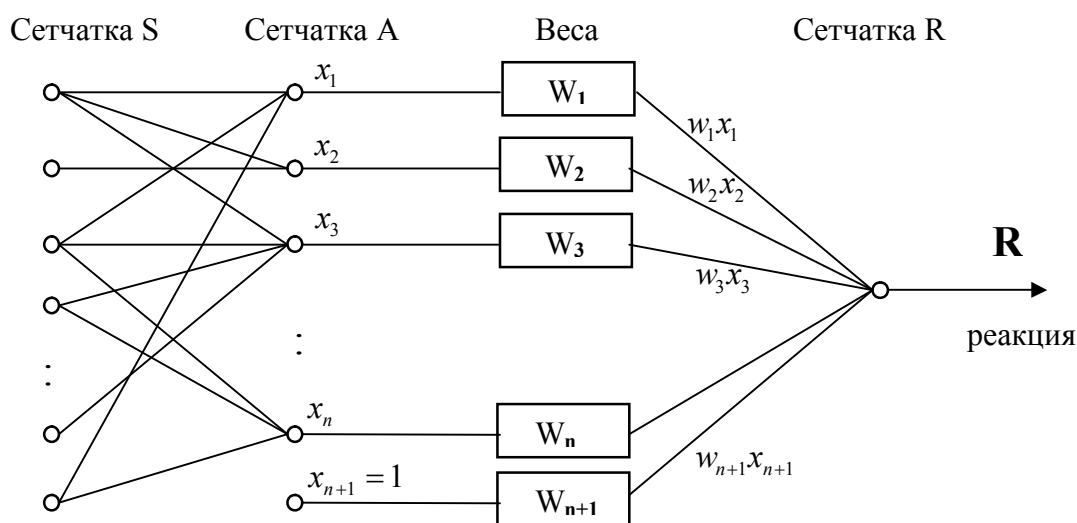 Сетчатка S Сетчатка A Веса Сетчатка R
x₁ W₁ w₁x₁
x₂ W₂ w₂x₂
x₃ W₃ w₃x₃
R
реакция
xₙ Wₙ
xₙ₊₁ = 1 Wₙ₊₁ wₙ₊₁xₙ₊₁